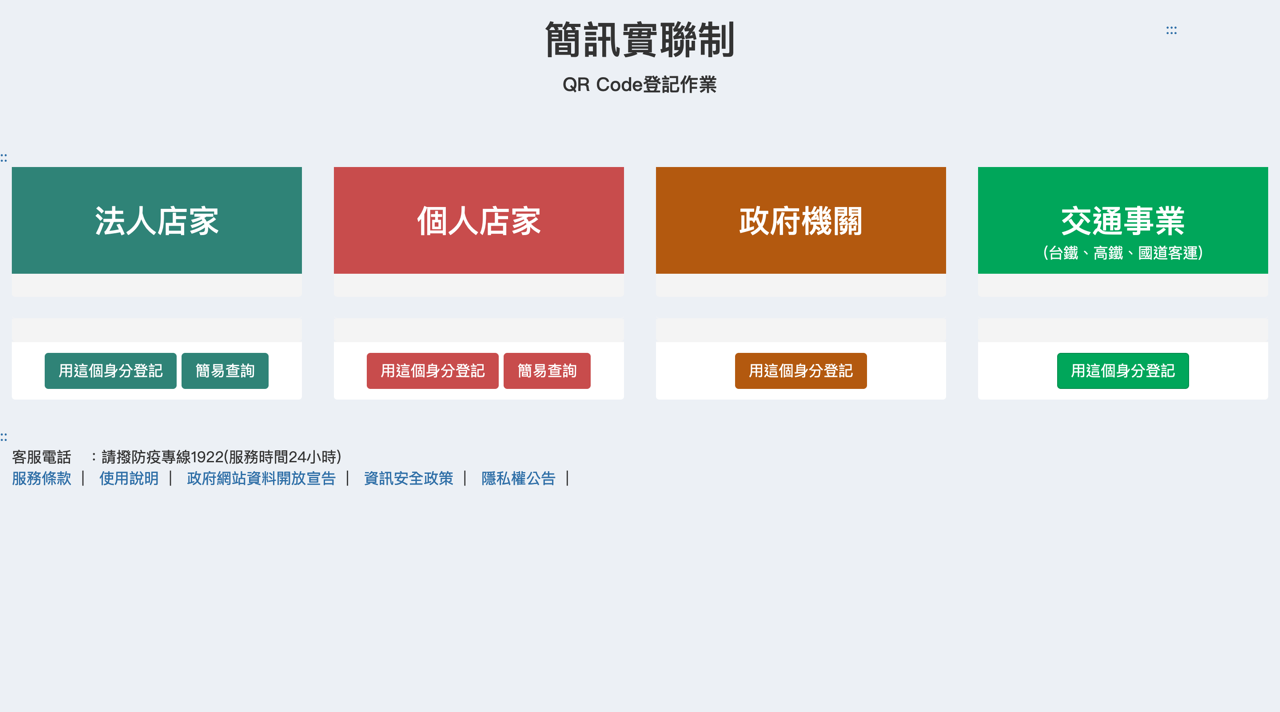 簡訊實聯制
:::
QR Code登記作業
::
法人店家
個人店家
政府機關
交通事業
(台鐵、高鐵、國道客運)
用這個身分登記 簡易查詢
用這個身分登記 簡易查詢
用這個身分登記
用這個身分登記
::
客服電話　：請撥防疫專線1922(服務時間24小時)
服務條款 | 使用說明 | 政府網站資料開放宣告 | 資訊安全政策 | 隱私權公告 |